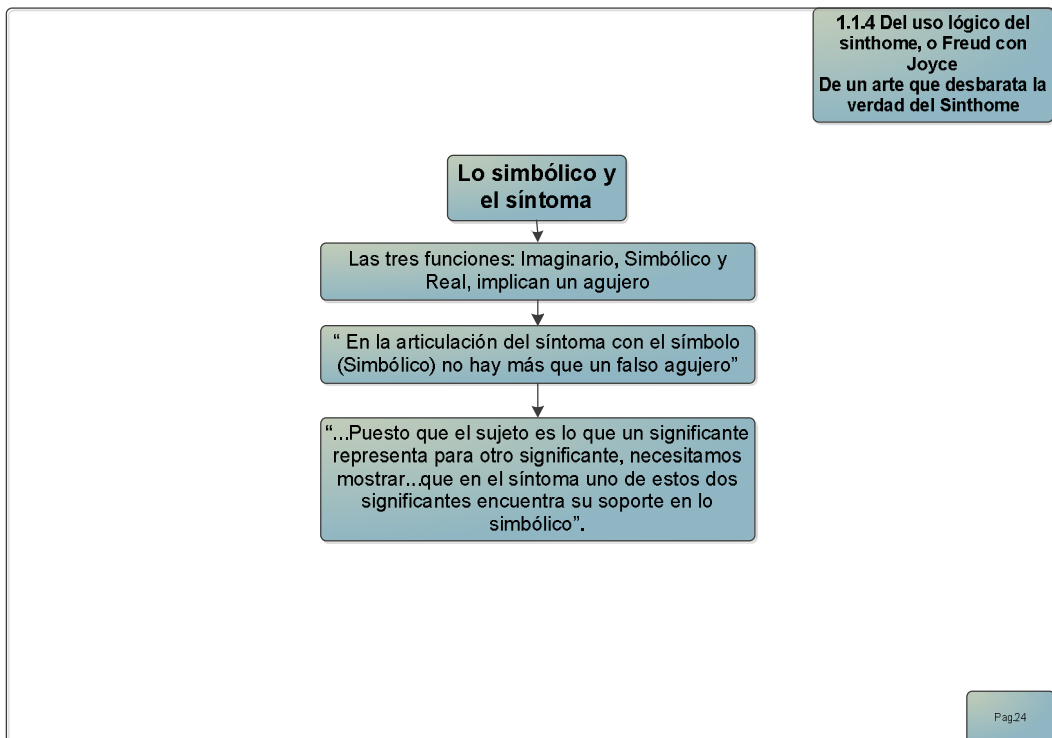 1.1.4 Del uso lógico del
sinthome, o Freud con
Joyce
De un arte que desbarata la
verdad del Sinthome
Lo simbólico y
el síntoma
Las tres funciones: Imaginario, Simbólico y
Real, implican un agujero
“ En la articulación del síntoma con el símbolo
(Simbólico) no hay más que un falso agujero”
“...Puesto que el sujeto es lo que un significante
representa para otro significante, necesitamos
mostrar...que en el síntoma uno de estos dos
significantes encuentra su soporte en lo
simbólico”.
Pag.24